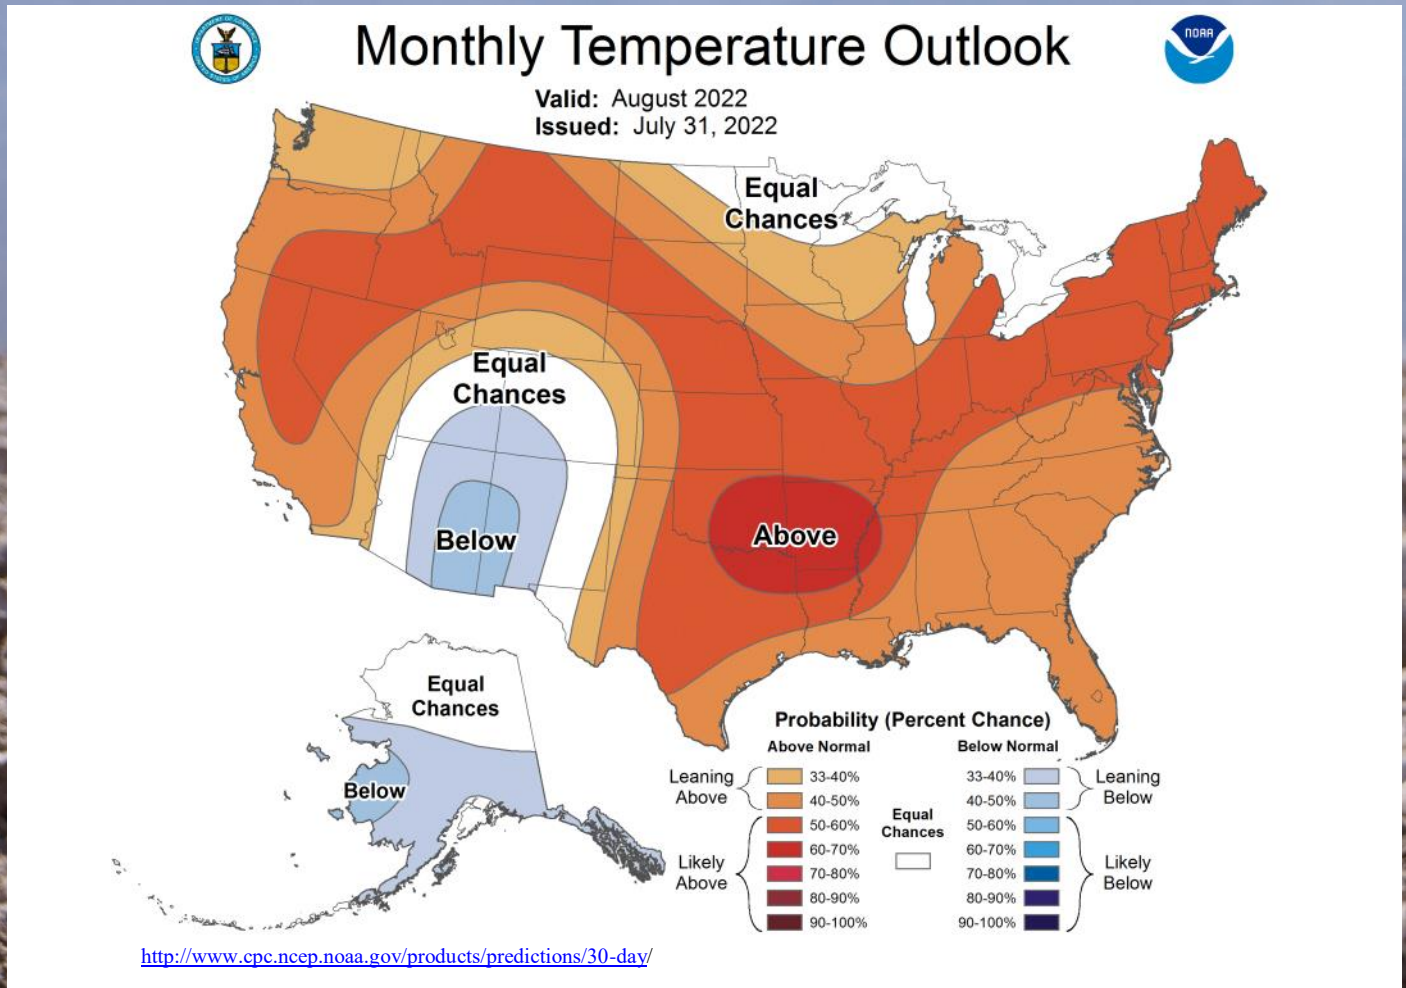 Monthly Temperature Outlook
NOAA
Valid: August 2022
Issued: July 31, 2022
Equal
Chances
Equal
Chances
Below
Above
Equal
Chances
Below
Probability (Percent Chance)
Above Normal
Below Normal
Leaning
Above
33-40%
40-50%
50-60%
60-70%
70-80%
80-90%
90-100%
Likely
Above
Equal
Chances
33-40%
40-50%
50-60%
60-70%
70-80%
80-90%
90-100%
Leaning
Below
Likely
Below
http://www.cpc.ncep.noaa.gov/products/predictions/30-day/